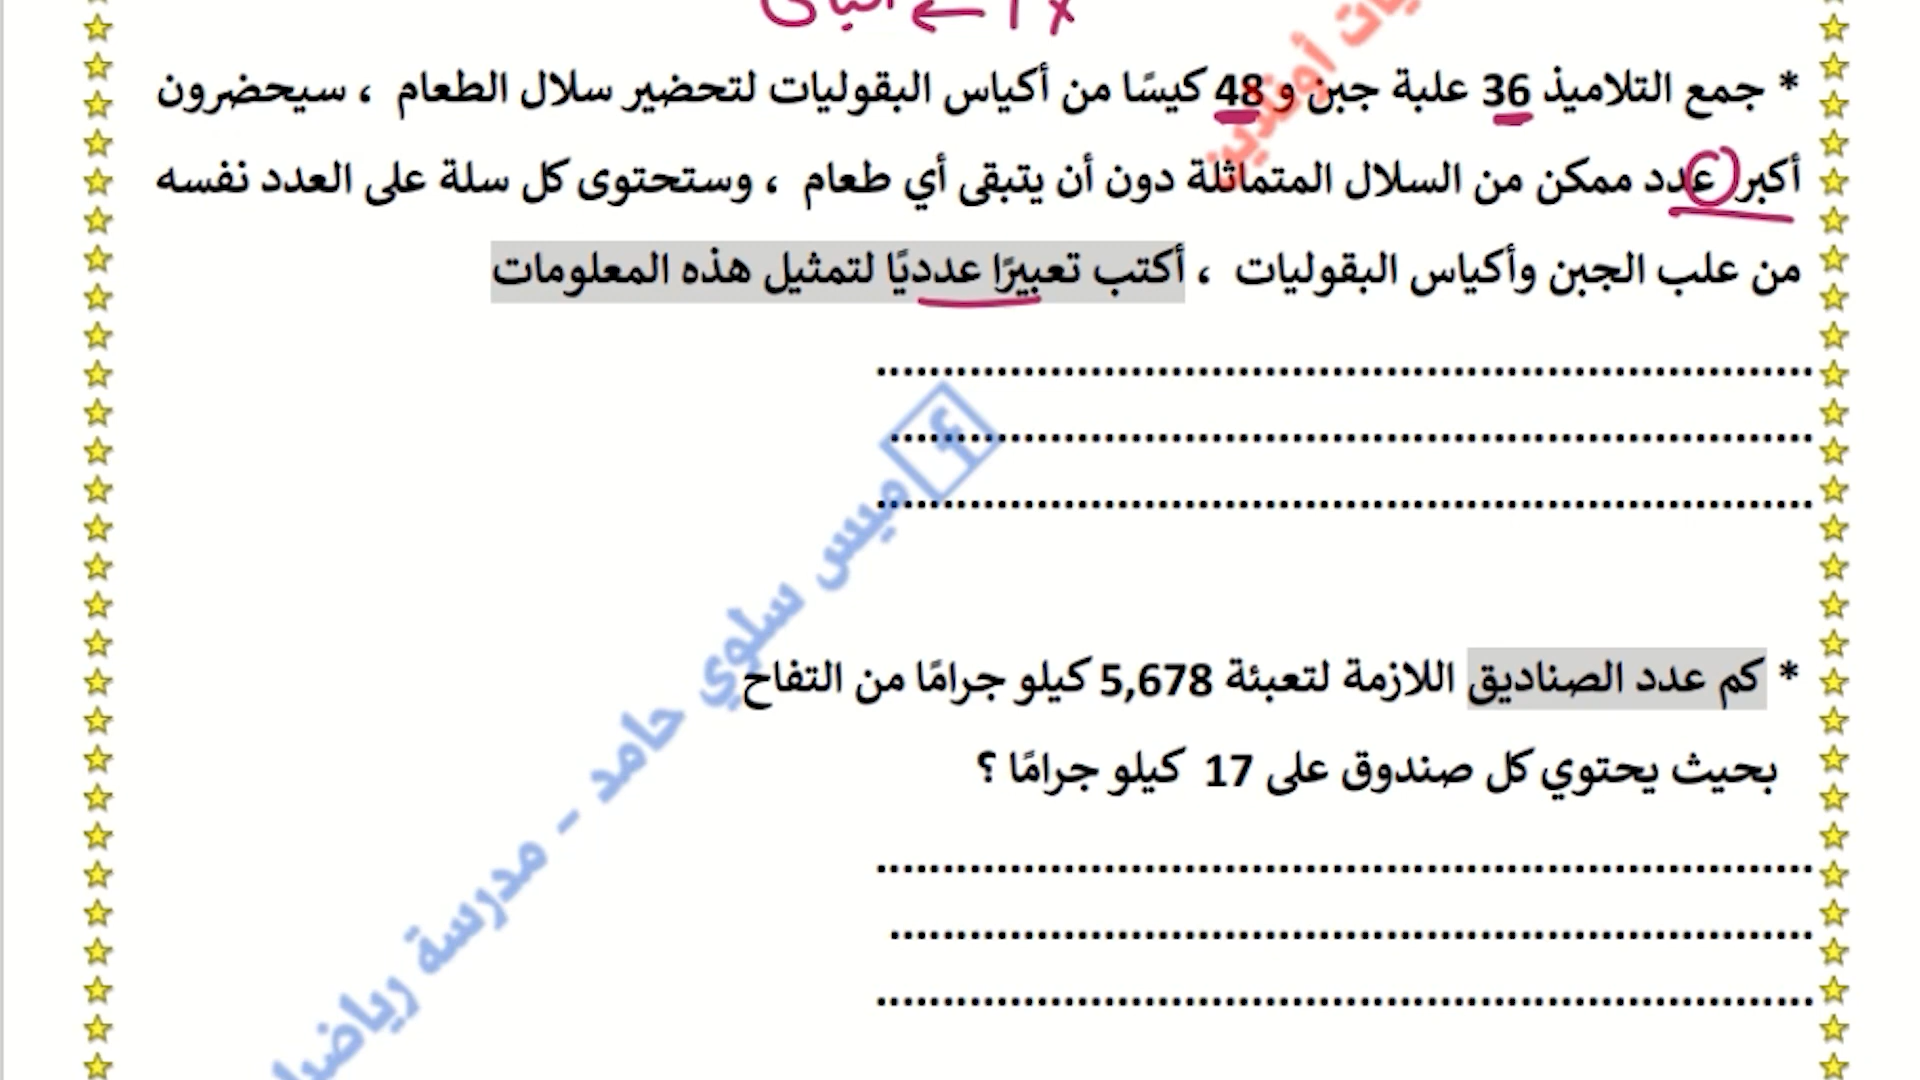 * جمع التلاميذ 36 علبة جبن و 48 كيسًا من أكياس البقوليات لتحضير سلال الطعام ، سيحضرون
أكبر عدد ممكن من السلال المتماثلة دون أن يتبقى أي طعام ، وستحتوى كل سلة على العدد نفسه
من علب الجبن وأكياس البقوليات ، أكتب تعبيرًا عدديًا لتمثيل هذه المعلومات
................................................................................
................................................................................
................................................................................
* كم عدد الصناديق اللازمة لتعبئة 5,678 كيلو جرامًا من التفاح
بحيث يحتوي كل صندوق على 17 كيلو جرامًا ؟
................................................................................
................................................................................
................................................................................
أونلاين
ميس سلوي حامد - مدرسة